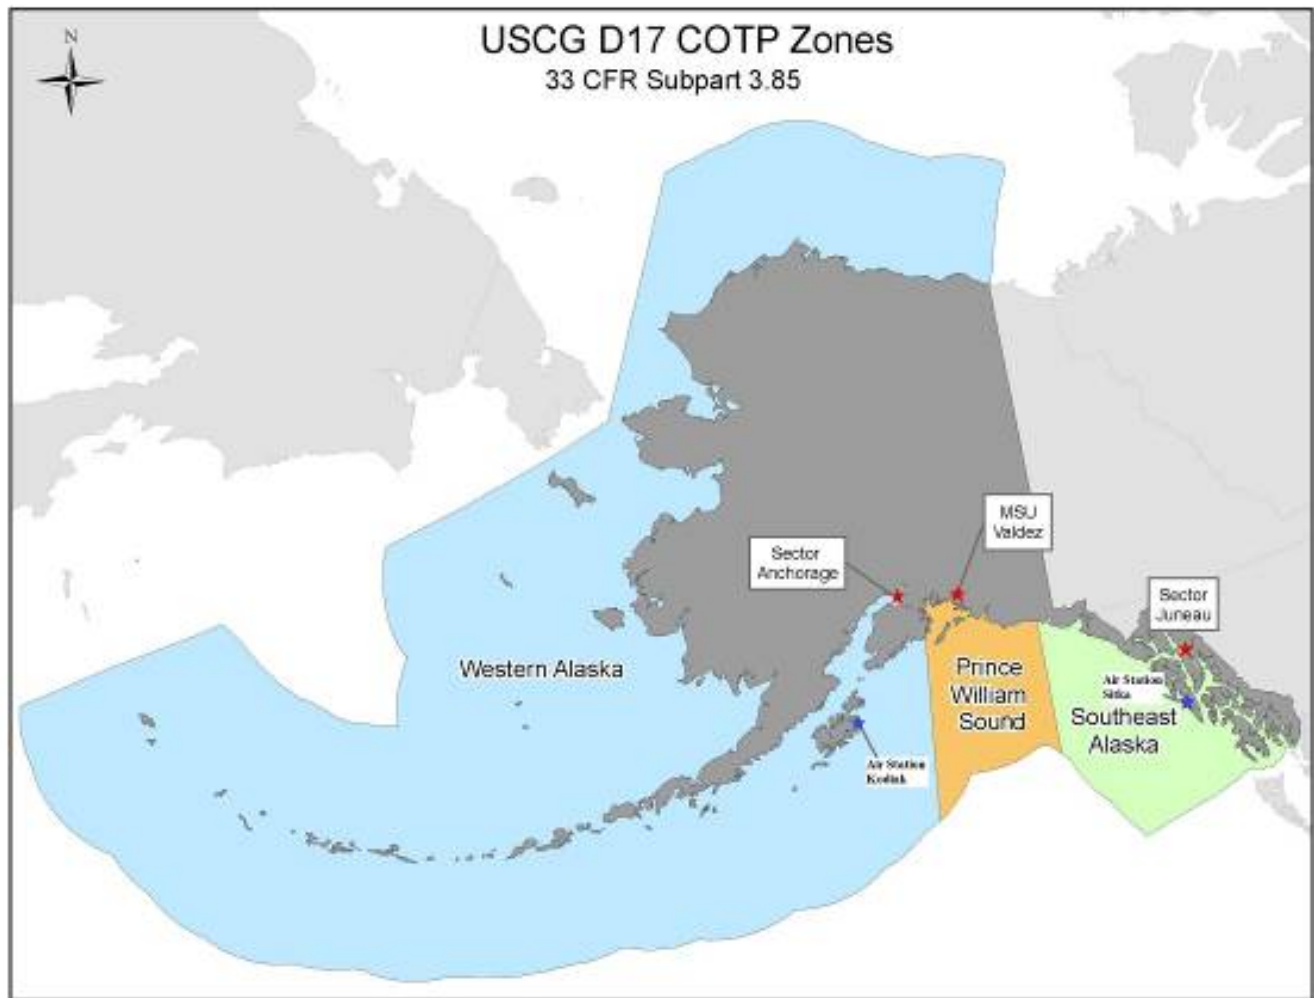 USCG D17 COTP Zones
33 CFR Subpart 3.85
N
MSU
Valdez
Sector
Anchorage
Sector
Juneau
Western Alaska
Prince
William
Sound
Air Station
Sitka
Southeast
Alaska
Air Station
Kodiak